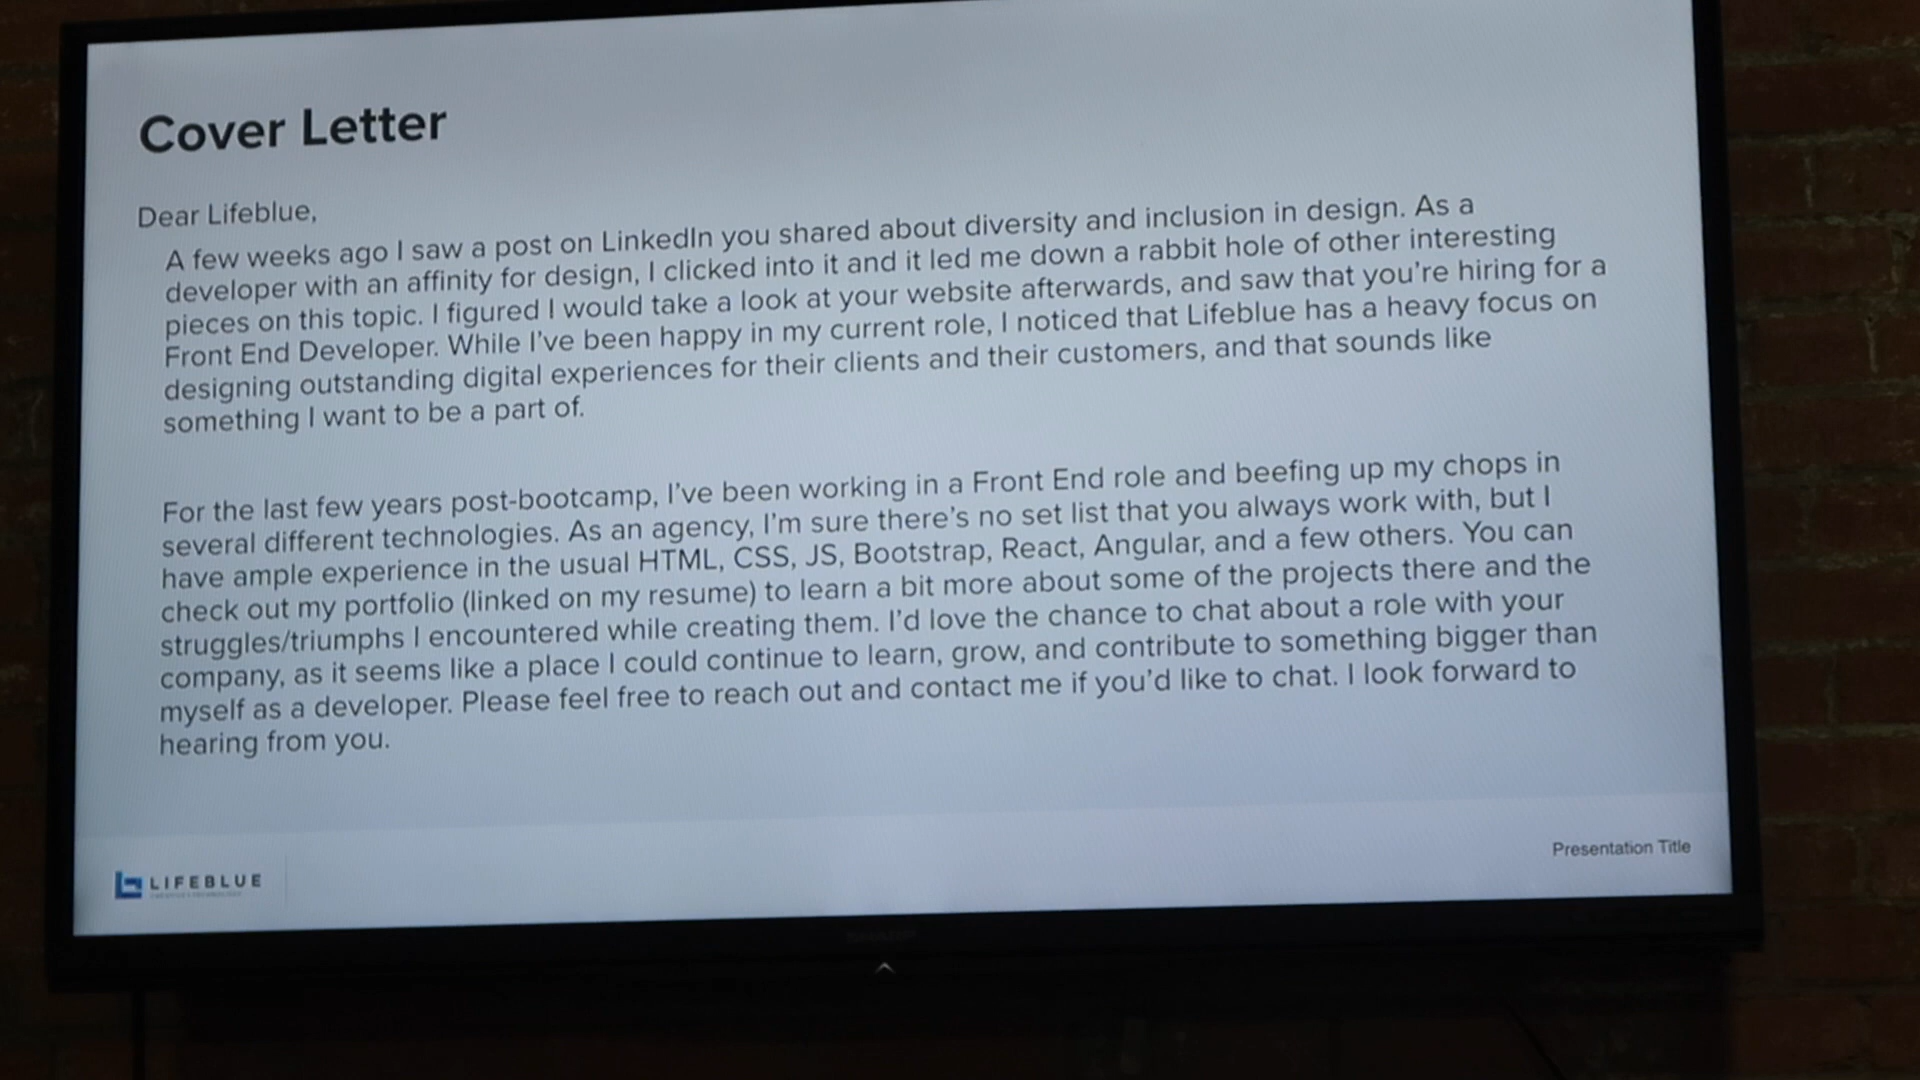 Cover Letter
Dear Lifeblue,
A few weeks ago I saw a post on LinkedIn you shared about diversity and inclusion in design. As a
developer with an affinity for design, I clicked into it and it led me down a rabbit hole of other interesting
pieces on this topic. I figured I would take a look at your website afterwards, and saw that you're hiring for a
Front End Developer. While I've been happy in my current role, I noticed that Lifeblue has a heavy focus on
designing outstanding digital experiences for their clients and their customers, and that sounds like
something I want to be a part of.
For the last few years post-bootcamp, I've been working in a Front End role and beefing up my chops in
several different technologies. As an agency, I'm sure there's no set list that you always work with, but I
have ample experience in the usual HTML, CSS, JS, Bootstrap, React, Angular, and a few others. You can
check out my portfolio (linked on my resume) to learn a bit more about some of the projects there and the
struggles/triumphs I encountered while creating them. I'd love the chance to chat about a role with your
company, as it seems like a place I could continue to learn, grow, and contribute to something bigger than
myself as a developer. Please feel free to reach out and contact me if you'd like to chat. I look forward to
hearing from you.
Presentation Title
LIFEBLUE